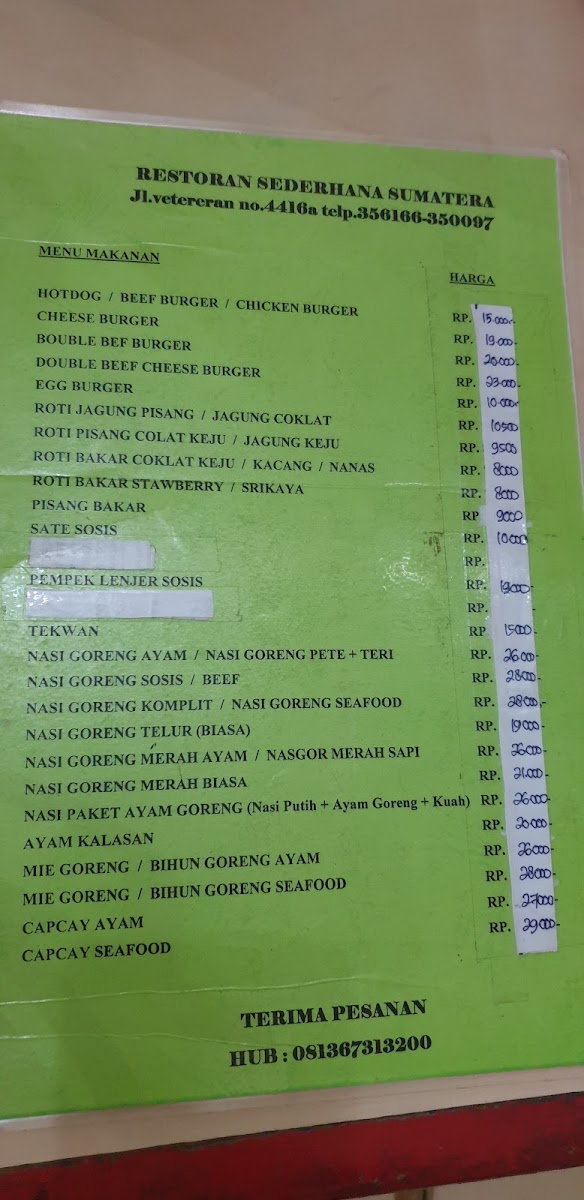 RESTORAN SEDERHANA SUMATERA
Jl.vetereran no.4416a telp.356166-350097
MENU MAKANAN HARGA
HOTDOG / BEEF BURGER / CHICKEN BURGER RP. 15.000,-
CHEESE BURGER RP. 19.000-
BOUBLE BEF BURGER RP. 20.000-
DOUBLE BEEF CHEESE BURGER RP. 23.000-
EGG BURGER RP. 10.000-
ROTI JAGUNG PISANG / JAGUNG COKLAT RP. 10500
ROTI PISANG COLAT KEJU / JAGUNG KEJU RP. 9500
ROTI BAKAR COKLAT KEJU / KACANG / NANAS RP. 8000
ROTI BAKAR STAWBERRY / SRIKAYA RP. 8000
PISANG BAKAR RP 9000
SATE SOSIS RP. 10.000
RP.
PEMPEK LENJER SOSIS RP. 13000-
RP. -
TEKWAN RP 15000-
NASI GORENG AYAM / NASI GORENG PETE + TERI RP. 26000-
NASI GORENG SOSIS / BEEF RP. 28000-
NASI GORENG KOMPLIT / NASI GORENG SEAFOOD RP. 28000,-
NASI GORENG TELUR (BIASA) RP. 19000-
NASI GORENG MERAH AYAM / NASGOR MERAH SAPI RP. 26000-
NASI GORENG MERAH BIASA RP. 21.000-
NASI PAKET AYAM GORENG (Nasi Putih + Ayam Goreng + Kuah) RP. 26000-
AYAM KALASAN RP. 20000-
MIE GORENG / BIHUN GORENG AYAM RP. 26000-
MIE GORENG / BIHUN GORENG SEAFOOD RP. 28000-
CAPCAY AYAM RP. 27000-
CAPCAY SEAFOOD RP. 29000-
TERIMA PESANAN
HUB : 081367313200